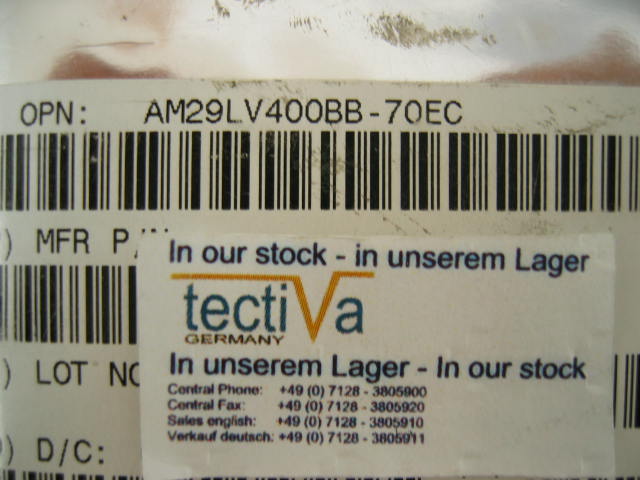 OPN: AM29LV400BB-70EC
) MFR P/N
In our stock - in unserem Lager
tectiva
GERMANY
In unserem Lager - In our stock
) LOT NO
Central Phone: +49 (0) 7128 - 3805900
Central Fax: +49 (0) 7128 - 3805920
Sales english: +49 (0) 7128 - 3805910
Verkauf deutsch: +49 (0) 7128 - 3805911
) D/C: